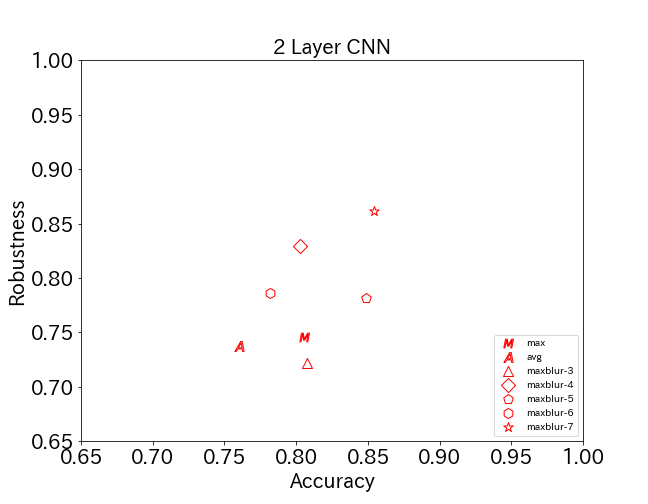 2 Layer CNN
1.00
0.95
0.90
0.85
0.80
0.75
0.70
0.65
Robustness
M
A
0.65 0.70 0.75 0.80 0.85 0.90 0.95 1.00
Accuracy
M max
A avg
maxblur-3
maxblur-4
maxblur-5
maxblur-6
maxblur-7